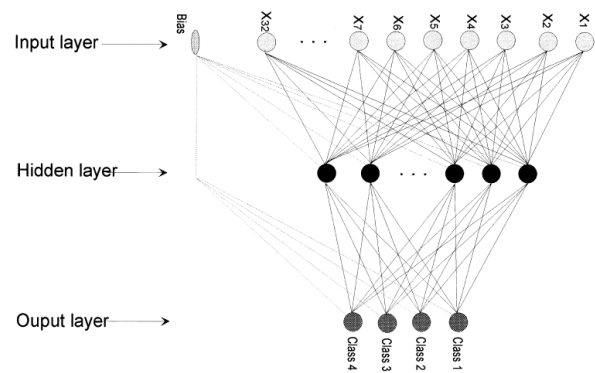 Bias X32 ... X7 X6 X5 X4 X3 X2 X1
Input layer
Hidden layer
...
Ouput layer
Class 4 Class 3 Class 2 Class 1